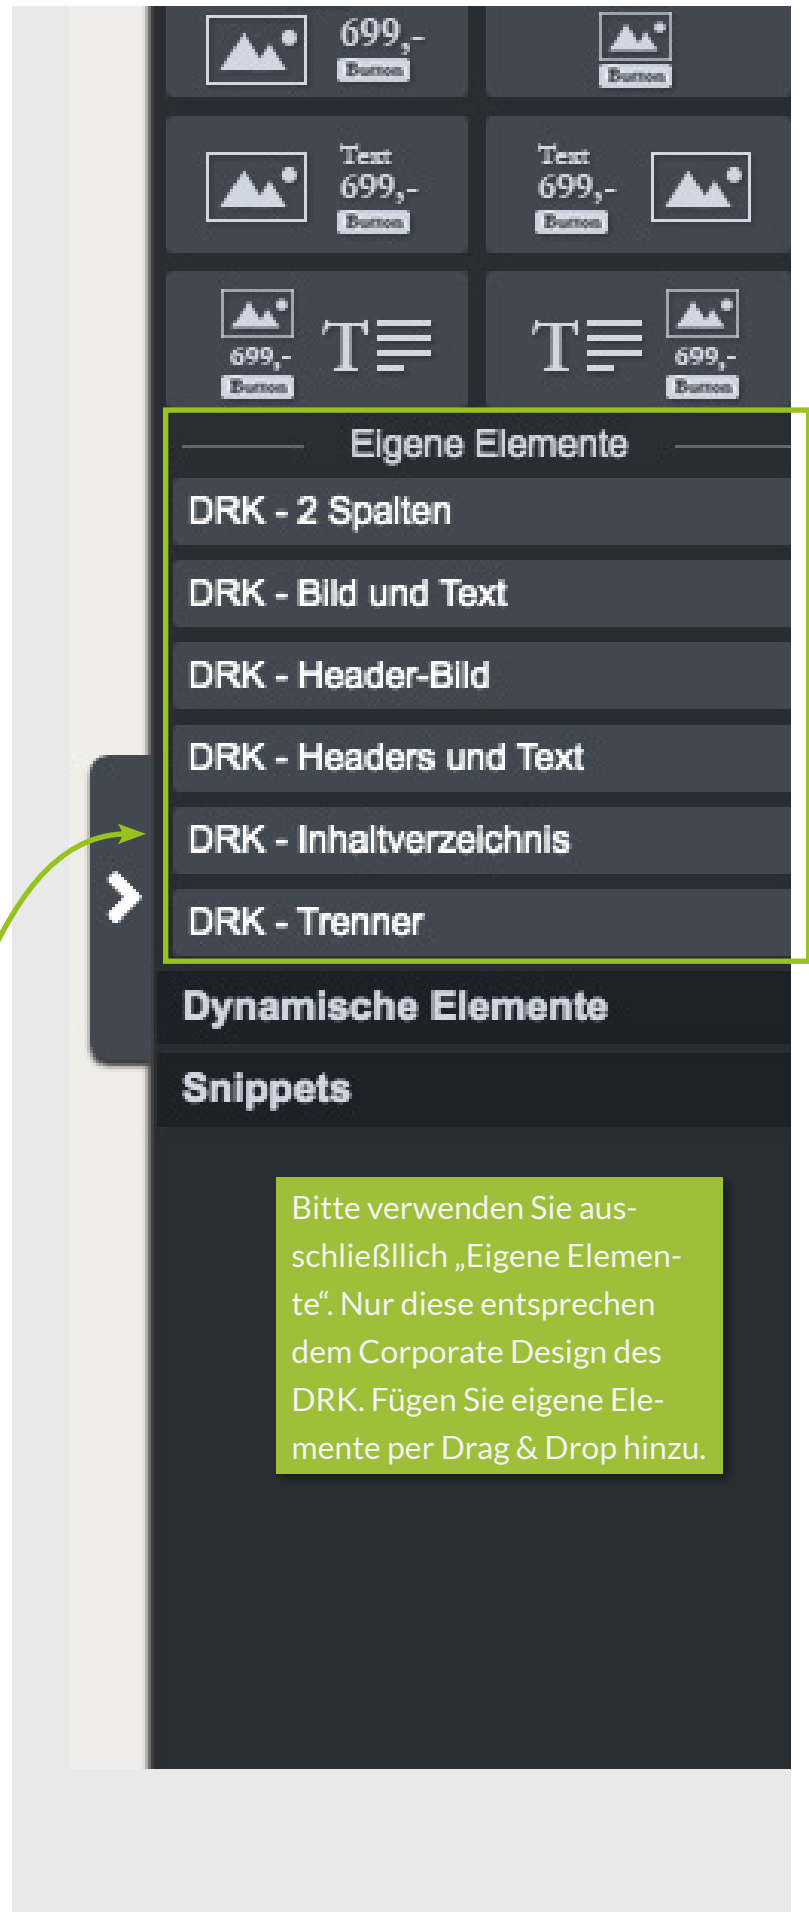 699,-
Button
Button
Text
699,-
Button
Text
699,-
Button
699,-
Button
T
T
699,-
Button
Eigene Elemente
DRK - 2 Spalten
DRK - Bild und Text
DRK - Header-Bild
DRK - Headers und Text
DRK - Inhaltverzeichnis
DRK - Trenner
Dynamische Elemente
Snippets
Bitte verwenden Sie aus-
schließllich „Eigene Elemen-
te“. Nur diese entsprechen
dem Corporate Design des
DRK. Fügen Sie eigene Ele-
mente per Drag & Drop hinzu.